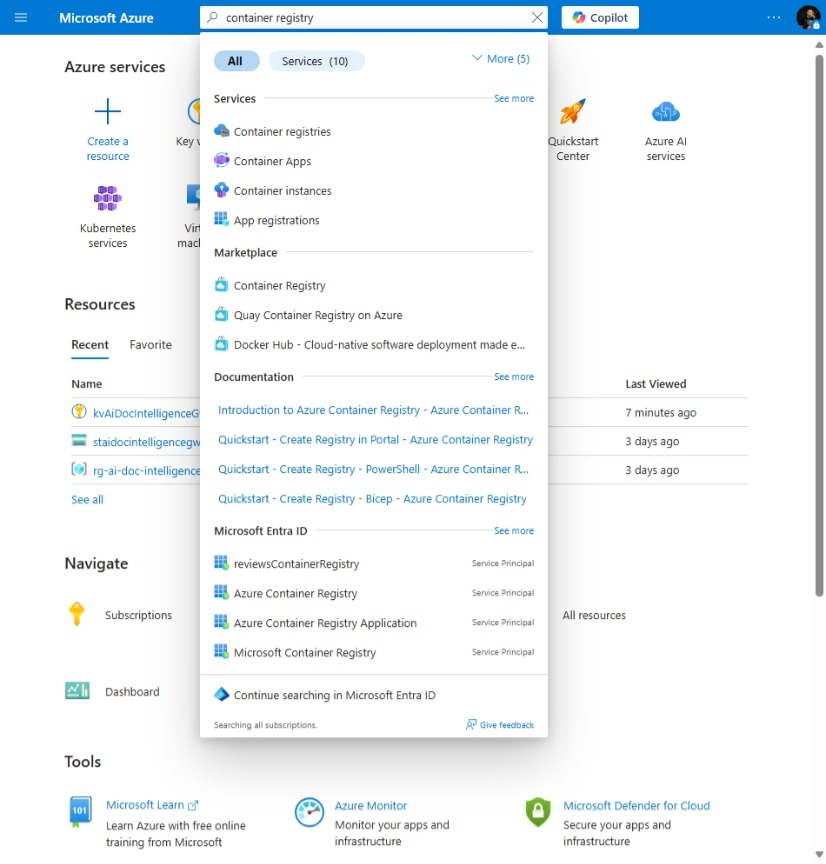 Microsoft Azure
container registry
Copilot
All
Services (10)
More (5)
Services
See more
Container registries
Container Apps
Container instances
App registrations
Marketplace
Container Registry
Quay Container Registry on Azure
Docker Hub - Cloud-native software deployment made e...
Documentation
See more
Introduction to Azure Container Registry - Azure Container R...
Quickstart - Create Registry in Portal - Azure Container Registry
Quickstart - Create Registry - PowerShell - Azure Container R...
Quickstart - Create Registry - Bicep - Azure Container Registry
Microsoft Entra ID
See more
reviewsContainerRegistry
Service Principal
Azure Container Registry
Service Principal
Azure Container Registry Application
Service Principal
Microsoft Container Registry
Service Principal
Continue searching in Microsoft Entra ID
Searching all subscriptions.
Give feedback
Azure services
Create a
resource
Key v
Quickstart
Center
Azure AI
services
Kubernetes
services
Virt
mach
Resources
Recent
Favorite
Name
Last Viewed
kvAiDocIntelligenceG
7 minutes ago
staidocintelligencegw
3 days ago
rg-ai-doc-intelligence
3 days ago
See all
Navigate
Subscriptions
All resources
Dashboard
Tools
101
Microsoft Learn
Learn Azure with free online
training from Microsoft
Azure Monitor
Monitor your apps and
infrastructure
Microsoft Defender for Cloud
Secure your apps and
infrastructure